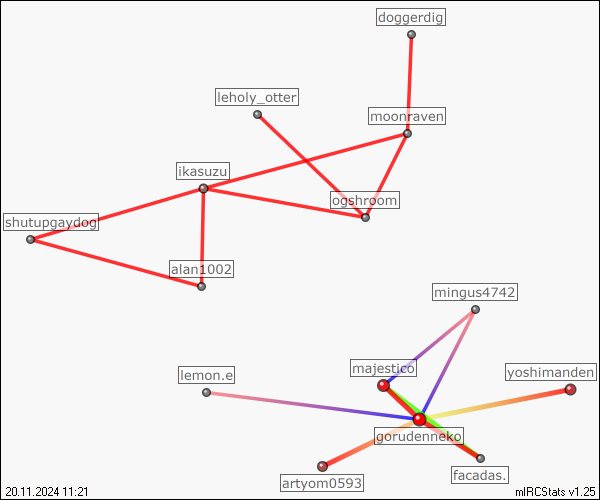 doggerdig
leholy_otter
moonraven
ikasuzu
ogshroom
shutupgaydog
alan1002
mingus4742
majestico
yoshimanden
lemon.e
gorudenneko
artyom0593
facadas.
20.11.2024 11:21
mIRCStats v1.25